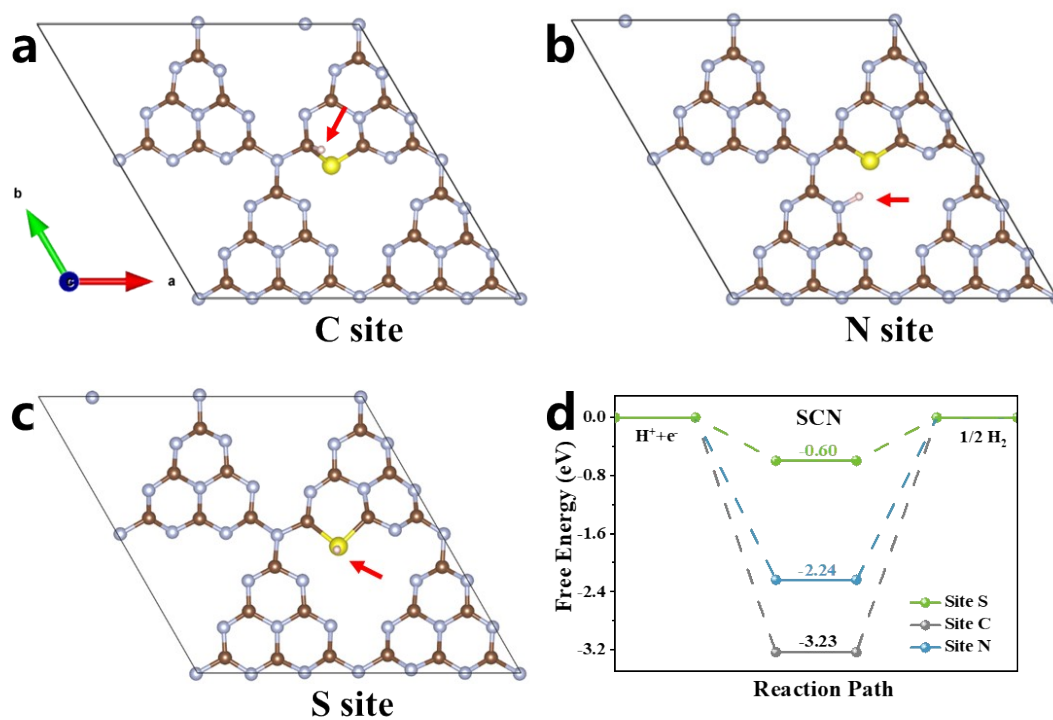 a
b
a
c
C site
b
N site
c
S site
d
SCN
0.0
-0.8
-1.6
-2.4
-3.2
Free Energy (eV)
H⁺+e⁻
1/2 H₂
-0.60
-2.24
-3.23
Site S
Site C
Site N
Reaction Path